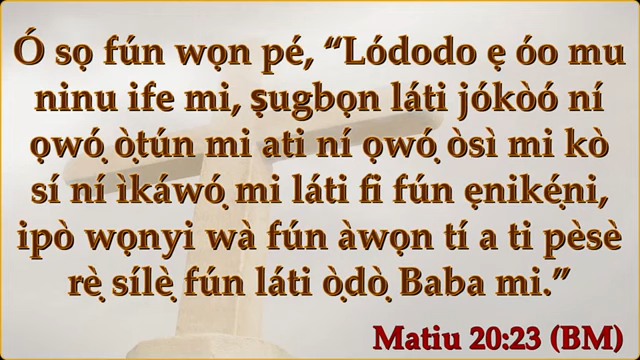 Ó sọ fún wọn pé, “Lódodo ẹ óo mu
ninu ife mi, ṣugbọn láti jókòó ní
ọwọ́ ọ̀tún mi ati ní ọwọ́ òsì mi kò
sí ní ìkáwọ́ mi láti fi fún ẹnikẹ́ni,
ipò wọnyi wà fún àwọn tí a ti pèsè
rẹ̀ sílẹ̀ fún láti ọ̀dọ̀ Baba mi.”
Matiu 20:23 (BM)